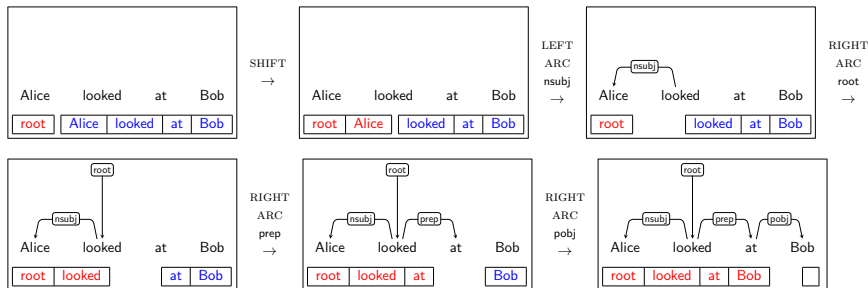 Alice looked at Bob
root Alice looked at Bob
SHIFT
→
Alice looked at Bob
root Alice looked at Bob
LEFT
ARC
nsubj
→
nsubj
Alice looked at Bob
root looked at Bob
RIGHT
ARC
root
→
root
nsubj
Alice looked at Bob
root looked at Bob
RIGHT
ARC
prep
→
root
nsubj prep
Alice looked at Bob
root looked at Bob
RIGHT
ARC
pobj
→
root
nsubj prep pobj
Alice looked at Bob
root looked at Bob